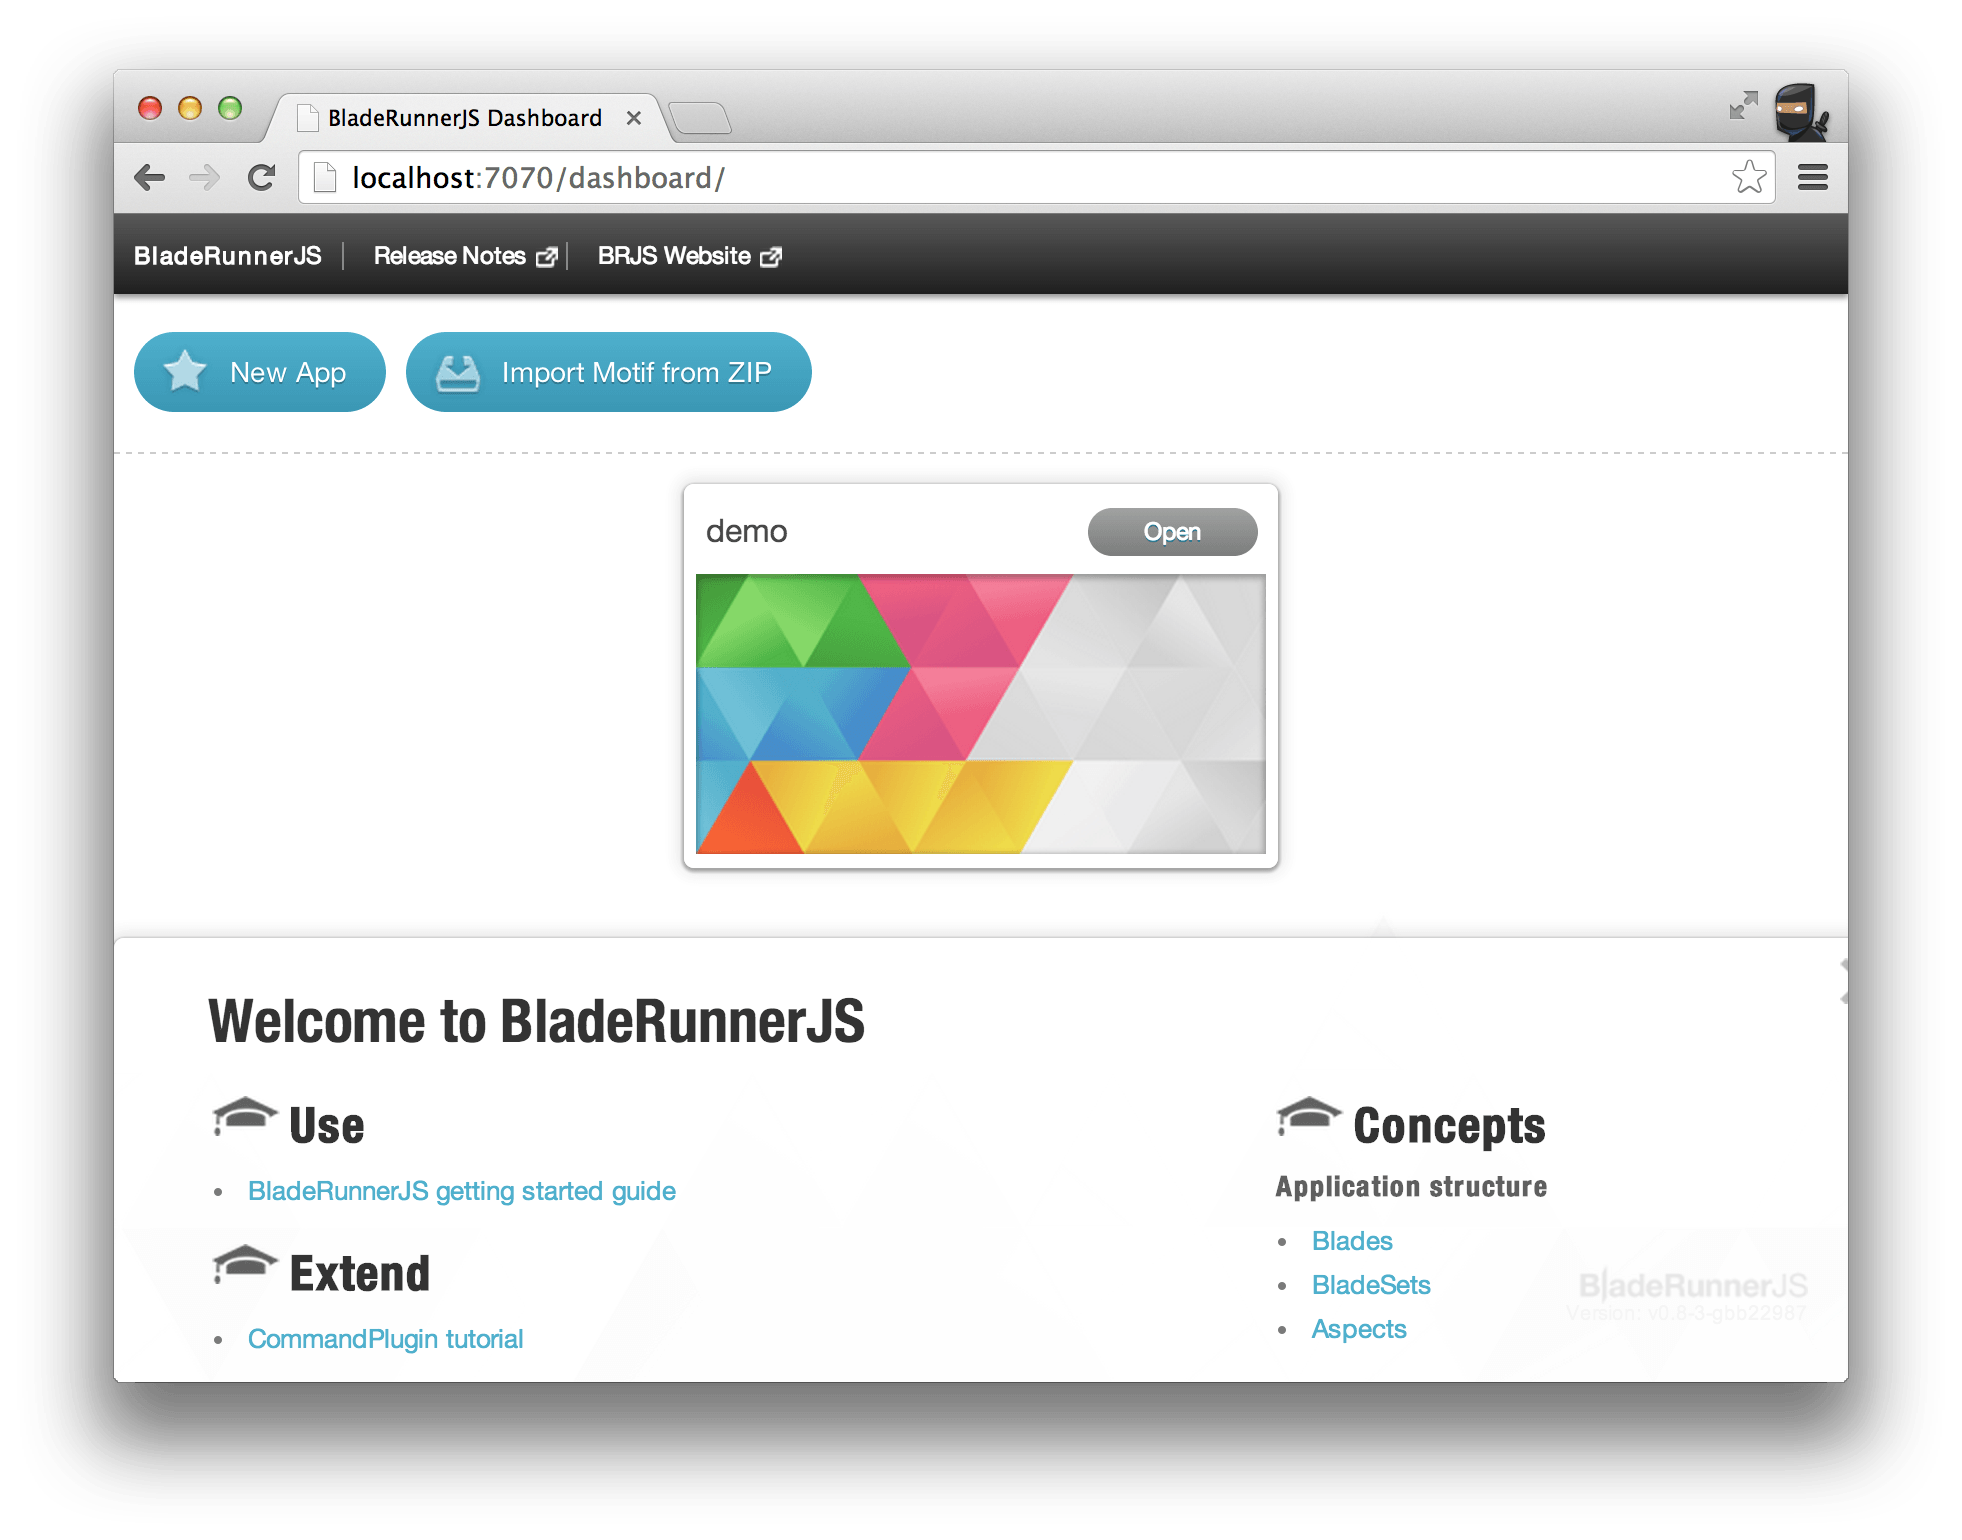 BladeRunnerJS Dashboard
localhost:7070/dashboard/
BladeRunnerJS
Release Notes
BRJS Website
New App
Import Motif from ZIP
demo
Open
Welcome to BladeRunnerJS
Use
BladeRunnerJS getting started guide
Extend
CommandPlugin tutorial
Concepts
Application structure
Blades
BladeSets
Aspects
BladeRunnerJS
Version: v0.8-3-gbb22987